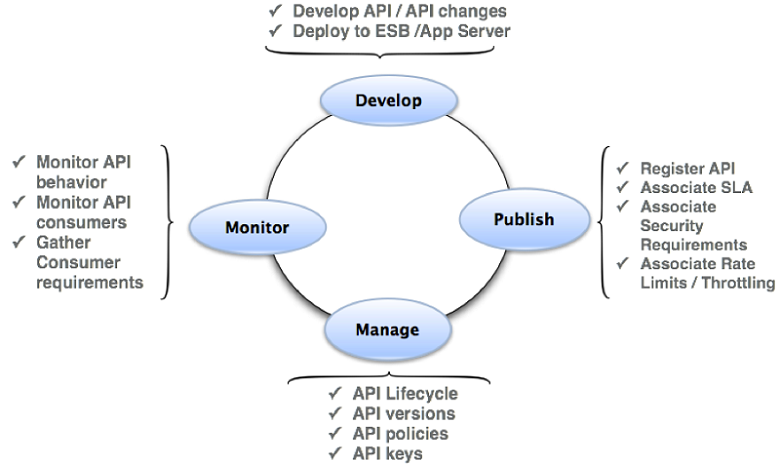 ✓ Develop API / API changes
✓ Deploy to ESB /App Server
Develop
✓ Monitor API
behavior
✓ Monitor API
consumers
✓ Gather
Consumer
requirements
Monitor
Publish
✓ Register API
✓ Associate SLA
✓ Associate
Security
Requirements
✓ Associate Rate
Limits / Throttling
Manage
✓ API Lifecycle
✓ API versions
✓ API policies
✓ API keys